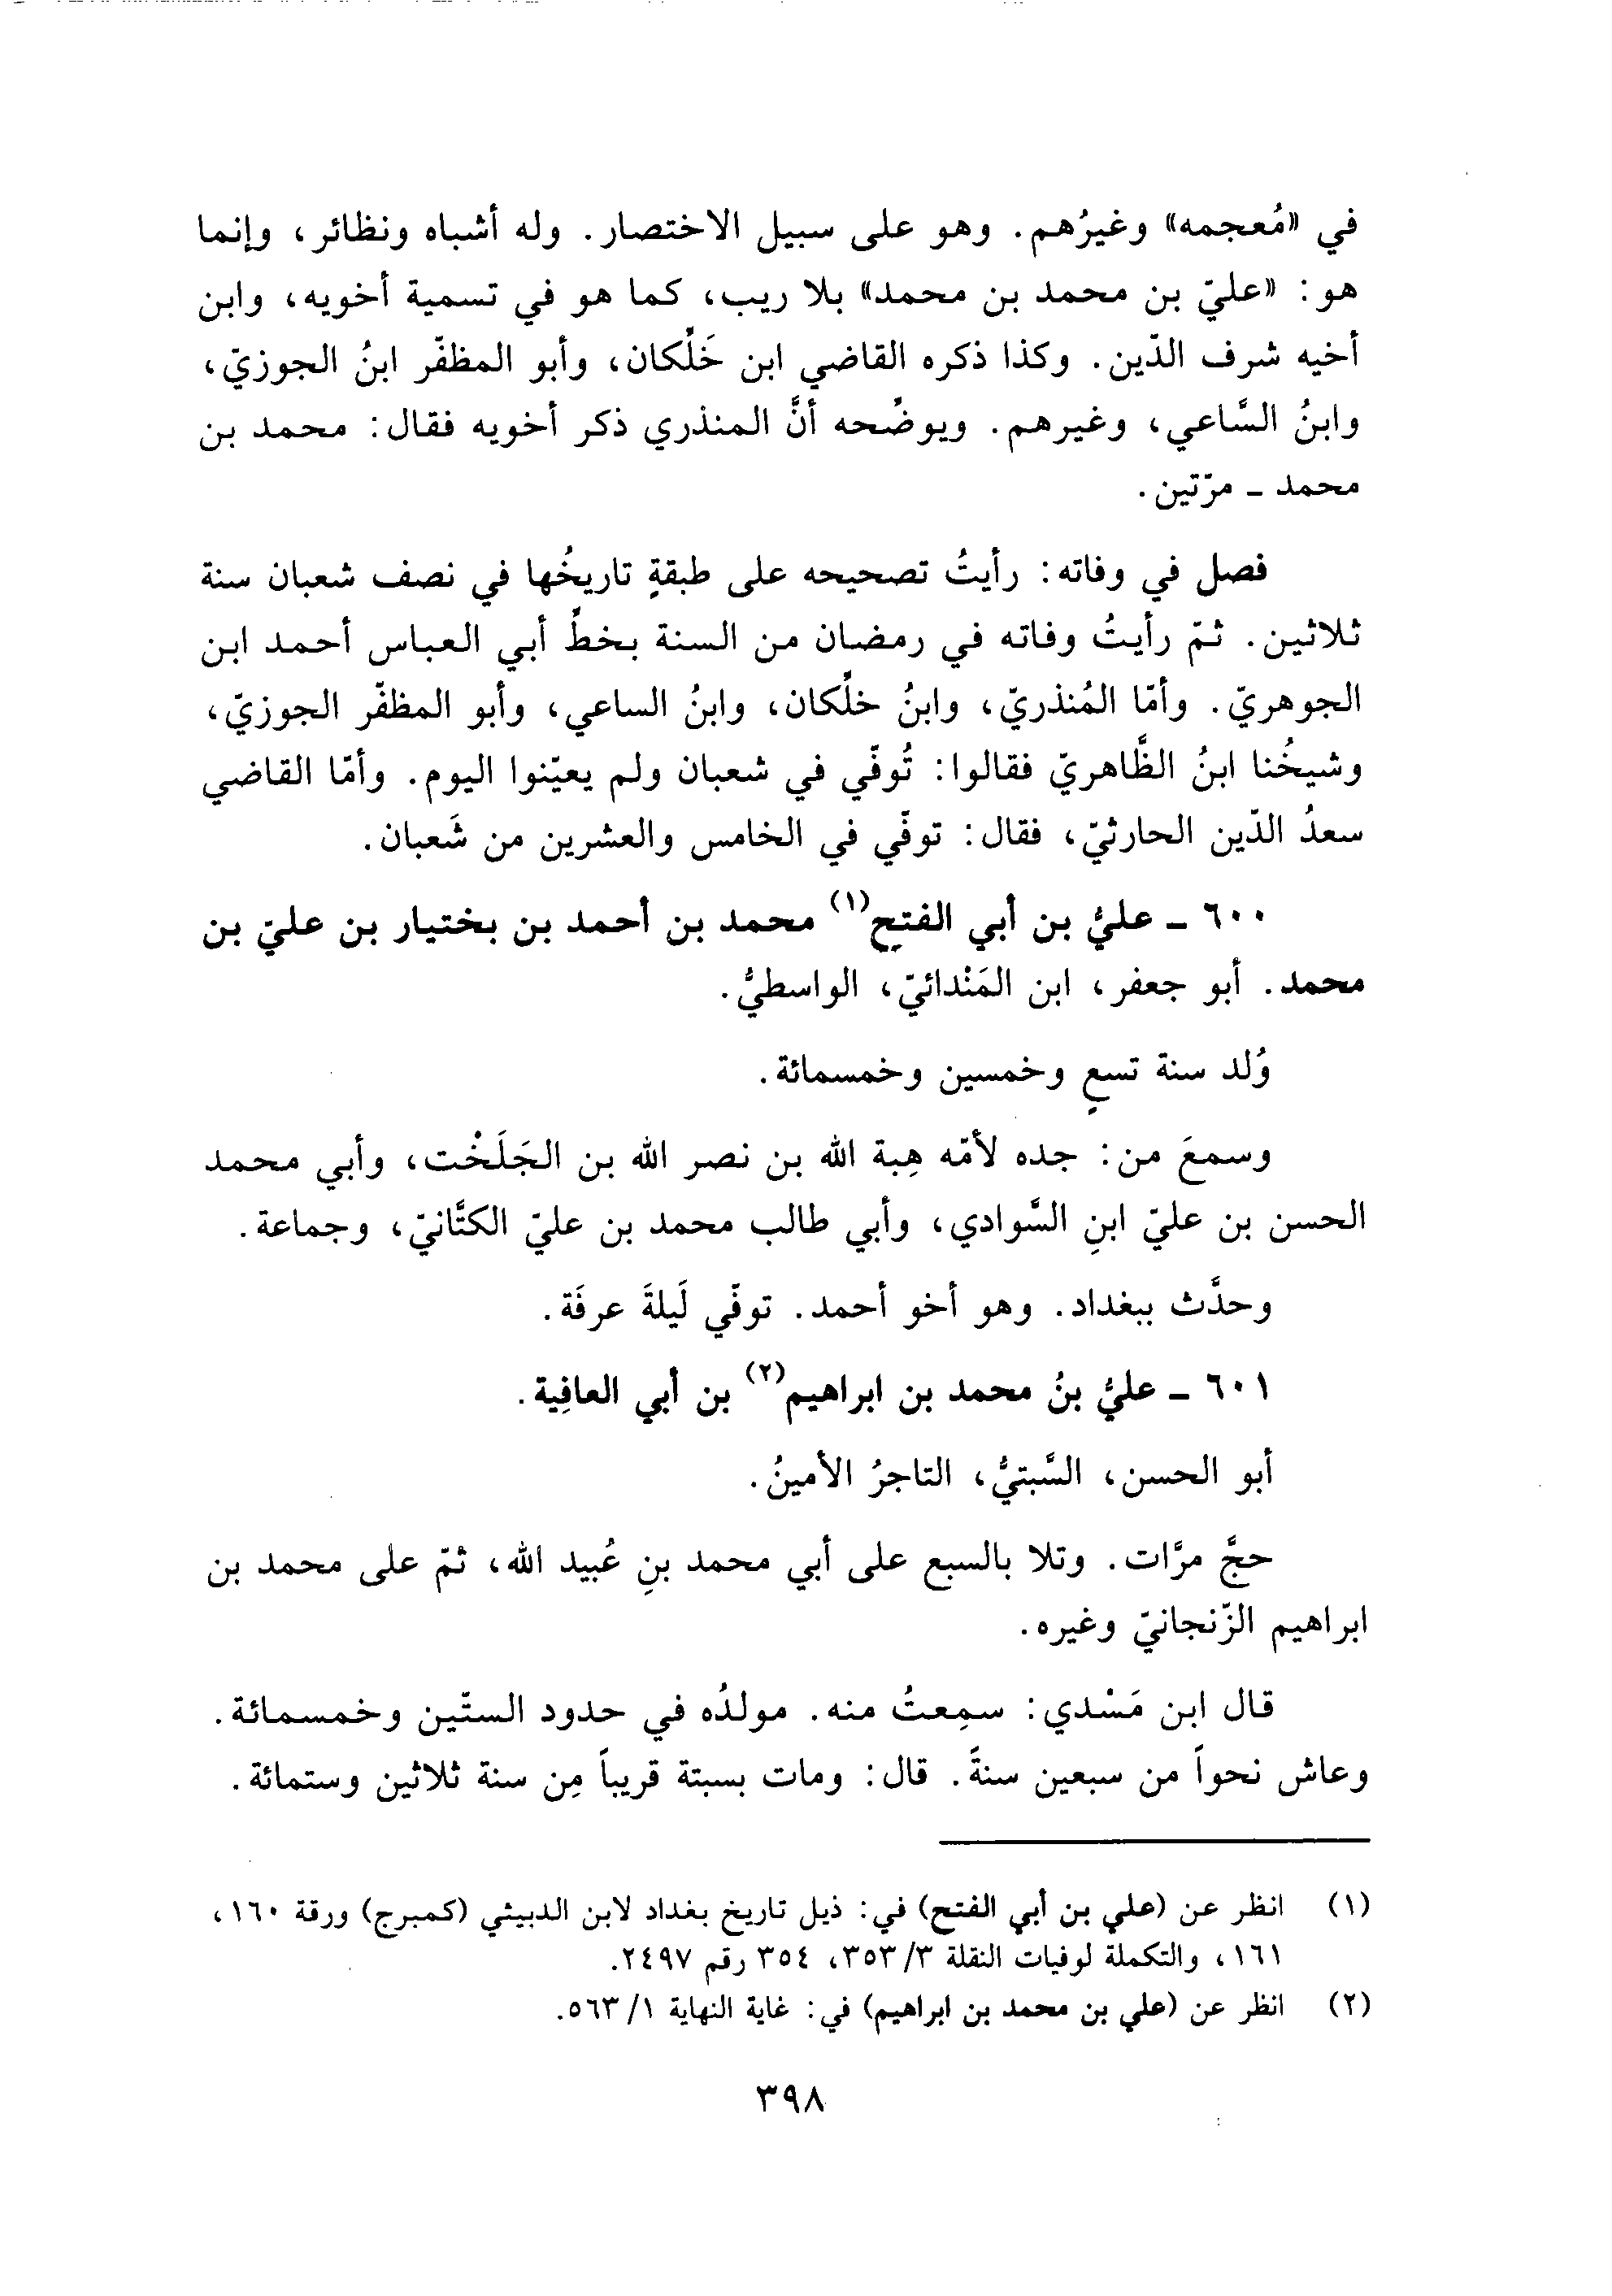 في «مُعجمه» وغيرُهم. وهو على سبيل الاختصار. وله أشباه ونظائر، وإنما
هو: «عليّ بن محمد بن محمد» بلا ريب، كما هو في تسمية أخويه، وابن
أخيه شرف الدّين. وكذا ذكره القاضي ابن خَلِّكان، وأبو المظفّر ابنُ الجوزيّ،
وابنُ السَّاعي، وغيرهم. ويوضِّحه أنَّ المنذري ذكر أخويه فقال: محمد بن
محمد ـ مرّتين.
فصل في وفاته: رأيتُ تصحيحه على طبقةٍ تاريخُها في نصف شعبان سنة
ثلاثين. ثمّ رأيتُ وفاته في رمضان من السنة بخطِّ أبي العباس أحمد ابن
الجوهريّ. وأمّا المُنذريّ، وابنُ خلِّكان، وابنُ الساعي، وأبو المظفّر الجوزيّ،
وشيخُنا ابنُ الظَّاهريّ فقالوا: تُوفّي في شعبان ولم يعيّنوا اليوم. وأمّا القاضي
سعدُ الدّين الحارثيّ، فقال: توفّي في الخامس والعشرين من شَعبان.
٦٠٠ ـ عليُّ بن أبي الفتح(١) محمد بن أحمد بن بختيار بن عليّ بن
محمد. أبو جعفر، ابن المَنْدائيّ، الواسطيُّ.
وُلد سنة تسعٍ وخمسين وخمسمائة.
وسمعَ من: جده لأمّه هِبة الله بن نصر الله بن الجَلَخْت، وأبي محمد
الحسن بن عليّ ابنِ السَّوادي، وأبي طالب محمد بن عليّ الكتَّانيّ، وجماعة.
وحدَّث ببغداد. وهو أخو أحمد. توفّي لَيلةَ عرفَة.
٦٠١ ـ عليُّ بنُ محمد بن ابراهيم(٢) بن أبي العافِية.
أبو الحسن، السَّبتيُّ، التاجرُ الأمينُ.
حجَّ مرَّات. وتلا بالسبع على أبي محمد بنِ عُبيد الله، ثمّ على محمد بن
ابراهيم الزّنجانيّ وغيره.
قال ابن مَسْدي: سمِعتُ منه. مولدُه في حدود الستّين وخمسمائة.
وعاش نحواً من سبعين سنةً. قال: ومات بسبتة قريباً مِن سنة ثلاثين وستمائة.
(١) انظر عن (علي بن أبي الفتح) في: ذيل تاريخ بغداد لابن الدبيثي (كمبرج) ورقة ١٦٠،
١٦١، والتكملة لوفيات النقلة ٣/ ٣٥٣، ٣٥٤ رقم ٢٤٩٧.
(٢) انظر عن (علي بن محمد بن ابراهيم) في: غاية النهاية ١/ ٥٦٣.
٣٩٨